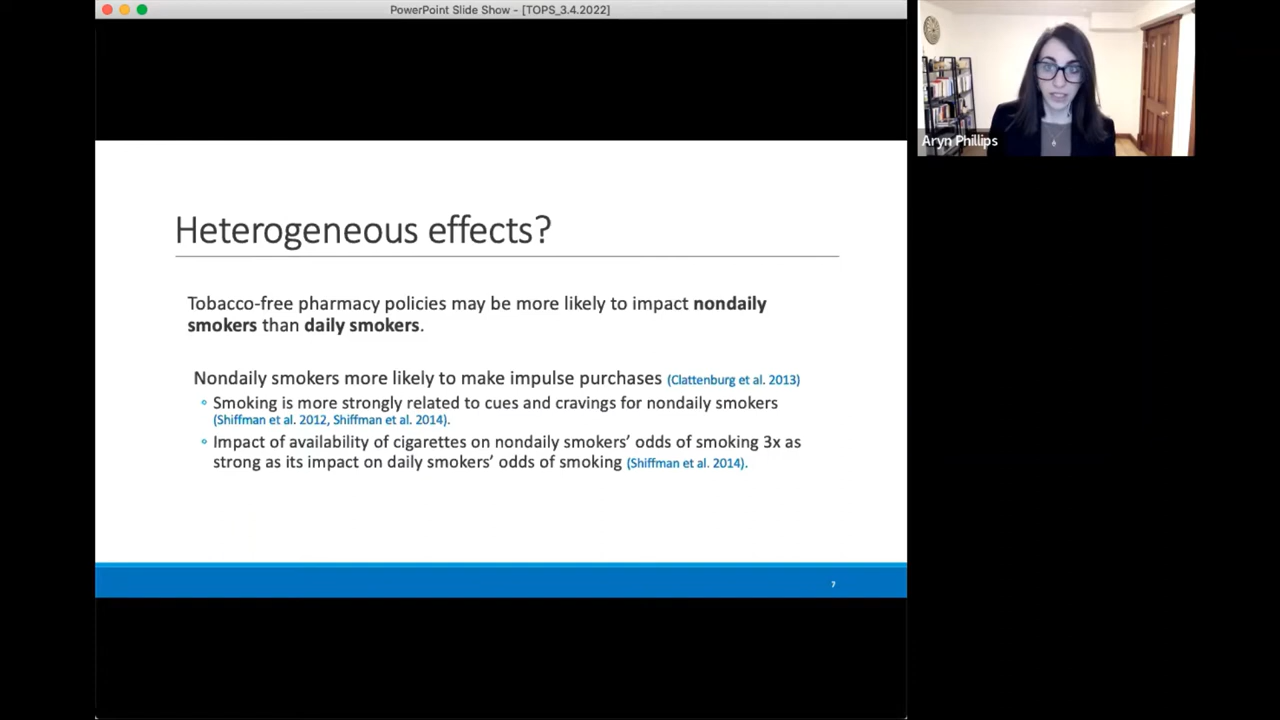 PowerPoint Slide Show - [TOPS_3.4.2022]
Aryn Phillips
Heterogeneous effects?
Tobacco-free pharmacy policies may be more likely to impact nondaily
smokers than daily smokers.
Nondaily smokers more likely to make impulse purchases (Clattenburg et al. 2013)
Smoking is more strongly related to cues and cravings for nondaily smokers
(Shiffman et al. 2012, Shiffman et al. 2014).
Impact of availability of cigarettes on nondaily smokers’ odds of smoking 3x as
strong as its impact on daily smokers’ odds of smoking (Shiffman et al. 2014).
7